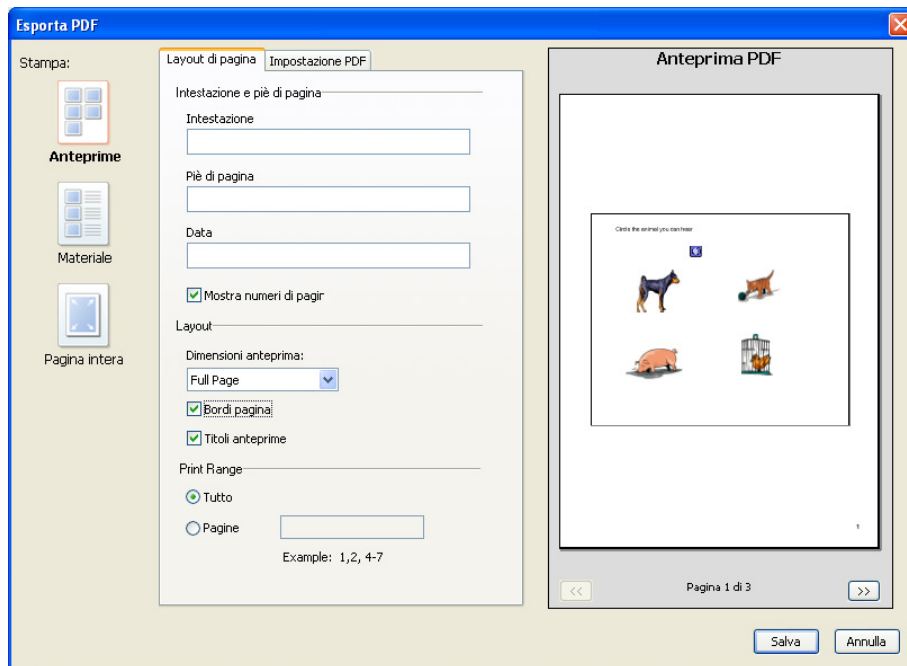 Esporta PDF
Stampa:
Anteprime
Materiale
Pagina intera
Layout di pagina
Impostazione PDF
Intestazione e piè di pagina
Intestazione
Piè di pagina
Data
Mostra numeri di pagir
Layout
Dimensioni anteprima:
Full Page
Bordi pagina
Titoli anteprime
Print Range
Tutto
Pagine
Example: 1,2, 4-7
Anteprima PDF
Circle the animal you can hear
1
<<
Pagina 1 di 3
>>
Salva
Annulla